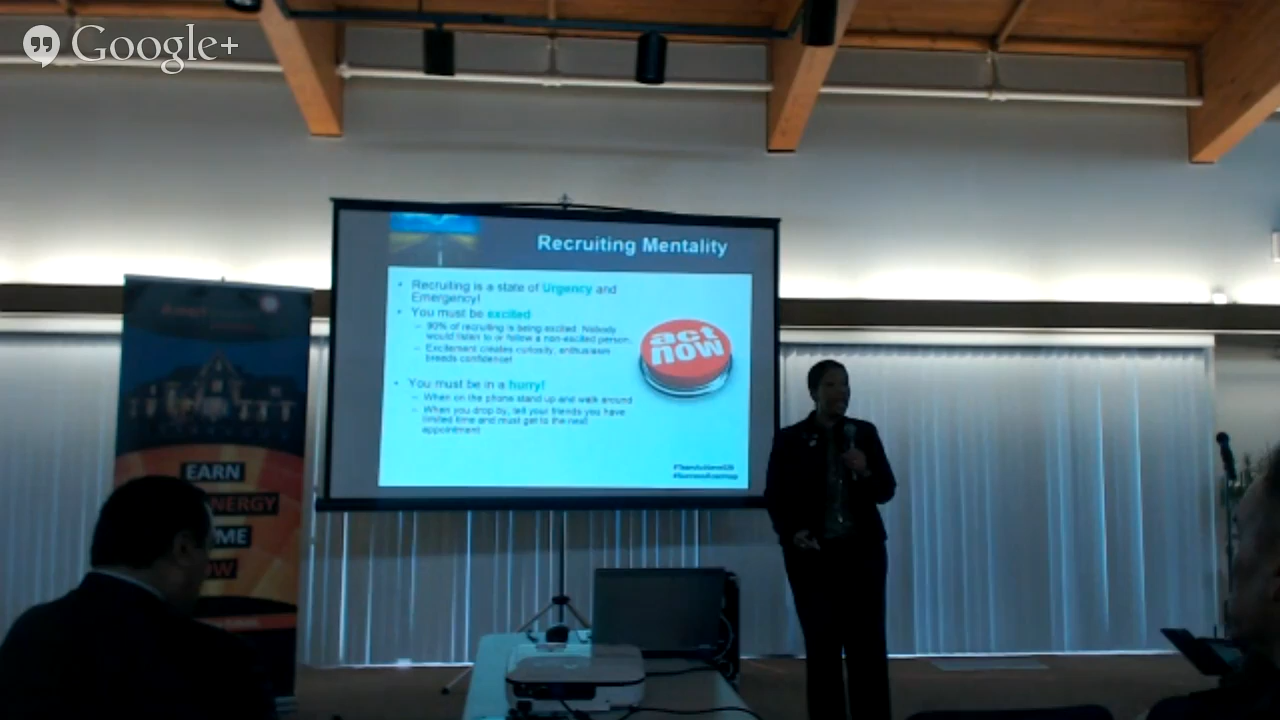 Google+
Recruiting Mentality
• Recruiting is a state of Urgency and
Emergency!
• You must be excited
– 90% of recruiting is being excited. Nobody
would listen to or follow a non-excited person.
– Excitement creates curiosity, enthusiasm
breeds confidence!
• You must be in a hurry!
– When on the phone stand up and walk around
– When you drop by, tell your friends you have
limited time and must get to the next
appointment
act
now
EARN
NERGY
ME
OW